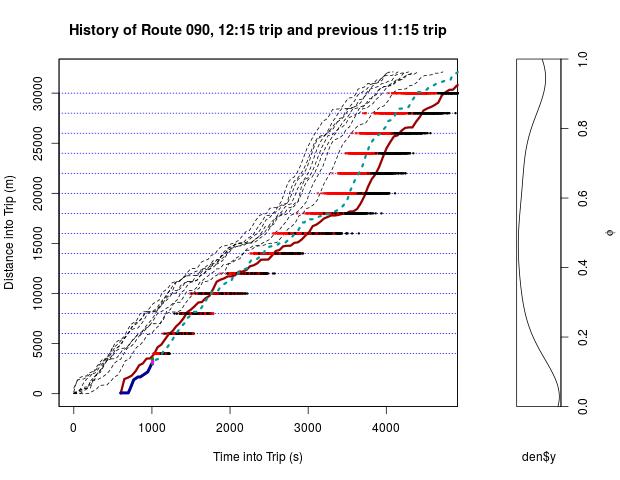 History of Route 090, 12:15 trip and previous 11:15 trip
Distance Into Trip (m)
30000
25000
20000
15000
10000
5000
0
0 1000 2000 3000 4000
Time into Trip (s)
1.0
0.8
0.6
0.4
0.2
0.0
ϕ
den$y